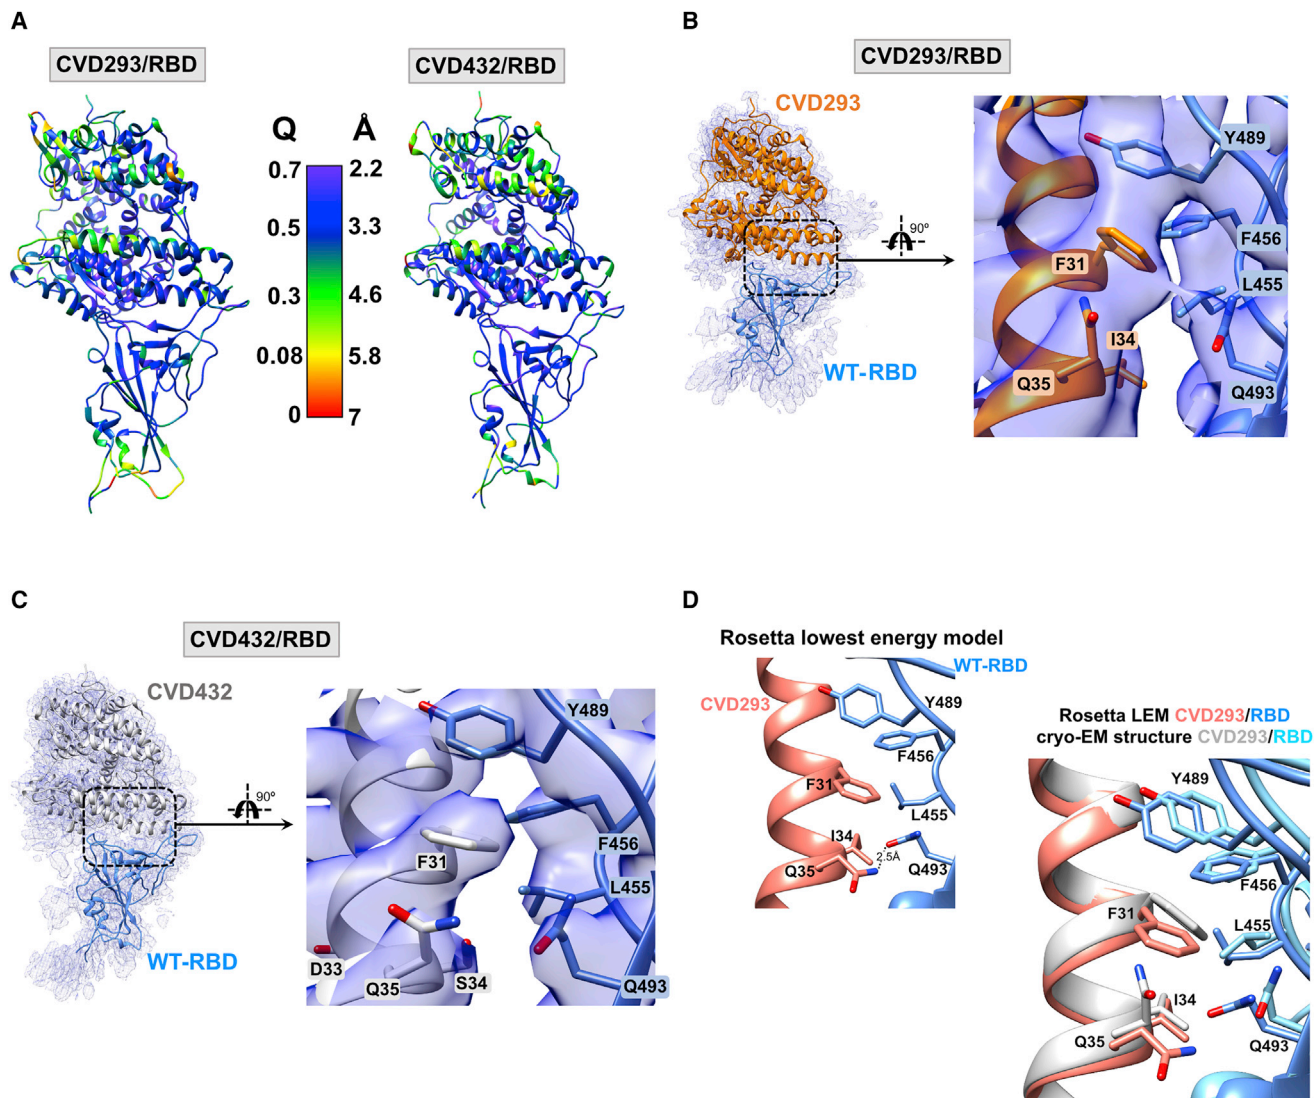 A
CVD293/RBD
CVD432/RBD
Q
Å
0.7
2.2
0.5
3.3
0.3
4.6
0.08
5.8
0
7
B
CVD293/RBD
CVD293
WT-RBD
90º
Y489
F456
F31
L455
I34
Q35
Q493
C
CVD432/RBD
CVD432
WT-RBD
90º
Y489
F456
F31
L455
D33
Q35
S34
Q493
D
Rosetta lowest energy model
WT-RBD
CVD293
Y489
F456
F31
L455
I34
2.5Å
Q35
Q493
Rosetta LEM CVD293/RBD
cryo-EM structure CVD293/RBD
Y489
F456
F31
L455
I34
Q35
Q493